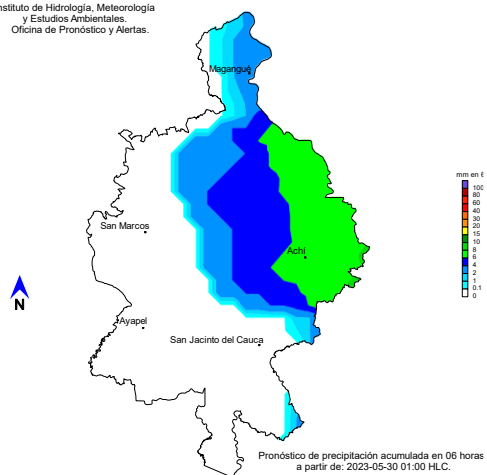 Instituto de Hidrología, Meteorología
y Estudios Ambientales.
Oficina de Pronóstico y Alertas.
Magangué
San Marcos
Achí
Ayapel
San Jacinto del Cauca
N
mm en 6
100
80
60
40
30
20
15
10
8
6
4
2
1
0.1
0
Pronóstico de precipitación acumulada en 06 horas
a partir de: 2023-05-30 01:00 HLC.